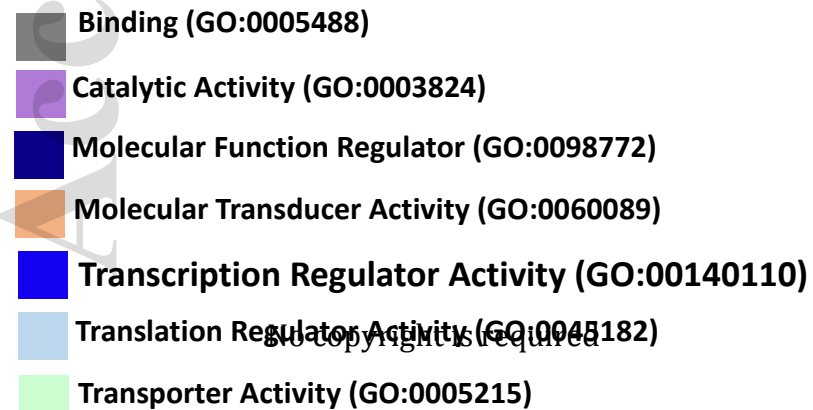 Binding (GO:0005488)
Catalytic Activity (GO:0003824)
Molecular Function Regulator (GO:0098772)
Molecular Transducer Activity (GO:0060089)
Transcription Regulator Activity (GO:00140110)
Translation Regulator Activity (GO:0045182)
No copyright is required
Transporter Activity (GO:0005215)
Acc